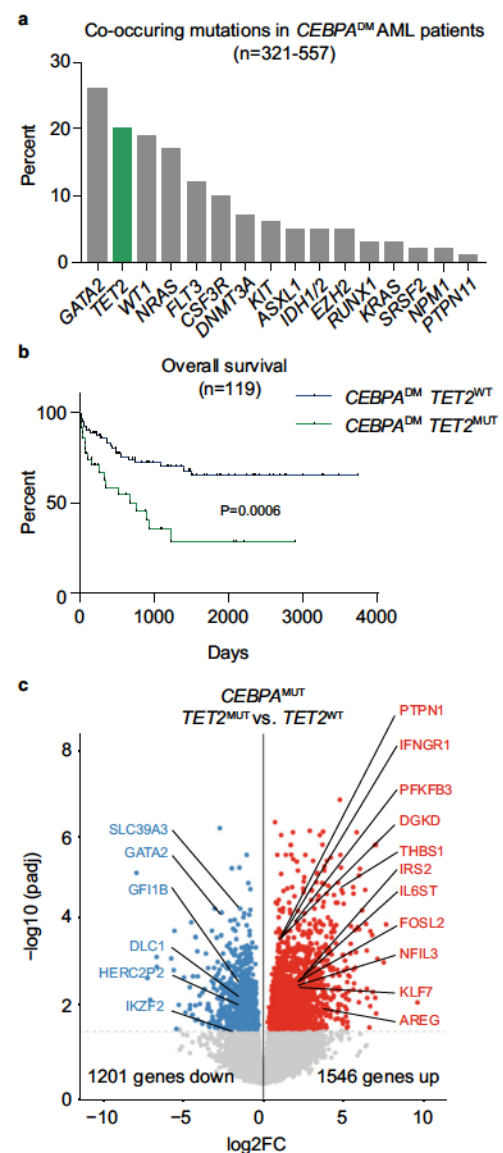 a
Co-occuring mutations in CEBPAᴰᴹ AML patients
(n=321-557)
Percent
30
20
10
0
GATA2
TET2
WT1
NRAS
FLT3
CSF3R
DNMT3A
KIT
ASXL1
IDH1/2
EZH2
RUNX1
KRAS
SRSF2
NPM1
PTPN11
b
Overall survival
(n=119)
CEBPAᴰᴹ TET2ᵂᵀ
CEBPAᴰᴹ TET2ᴹᵁᵀ
Percent
100
50
0
P=0.0006
0 1000 2000 3000 4000
Days
c
CEBPAᴹᵁᵀ
TET2ᴹᵁᵀ vs. TET2ᵂᵀ
−log10 (padj)
8
6
4
2
0
SLC39A3
GATA2
GFI1B
DLC1
HERC2P2
IKZF2
PTPN1
IFNGR1
PFKFB3
DGKD
THBS1
IRS2
IL6ST
FOSL2
NFIL3
KLF7
AREG
1201 genes down
1546 genes up
−10 −5 0 5 10
log2FC